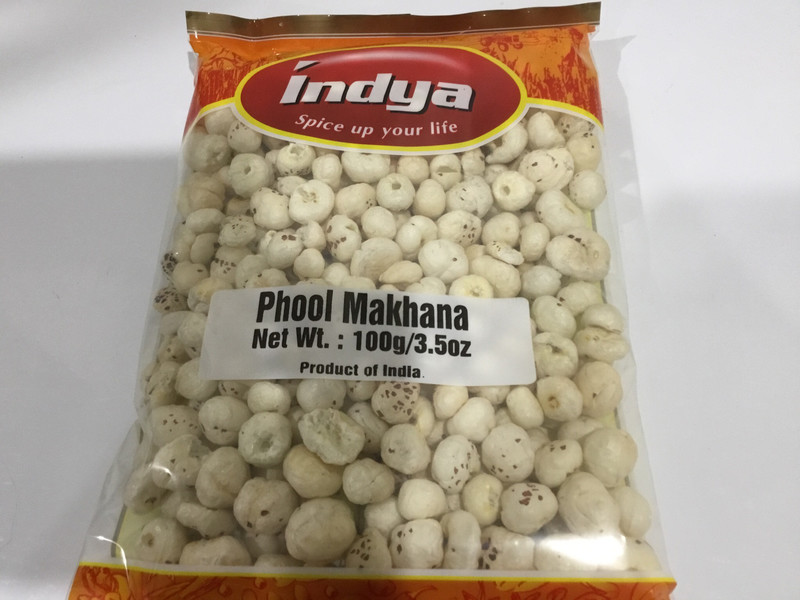 Indya
Spice up your life
Phool Makhana
Net Wt. : 100g/3.5oz
Product of India.